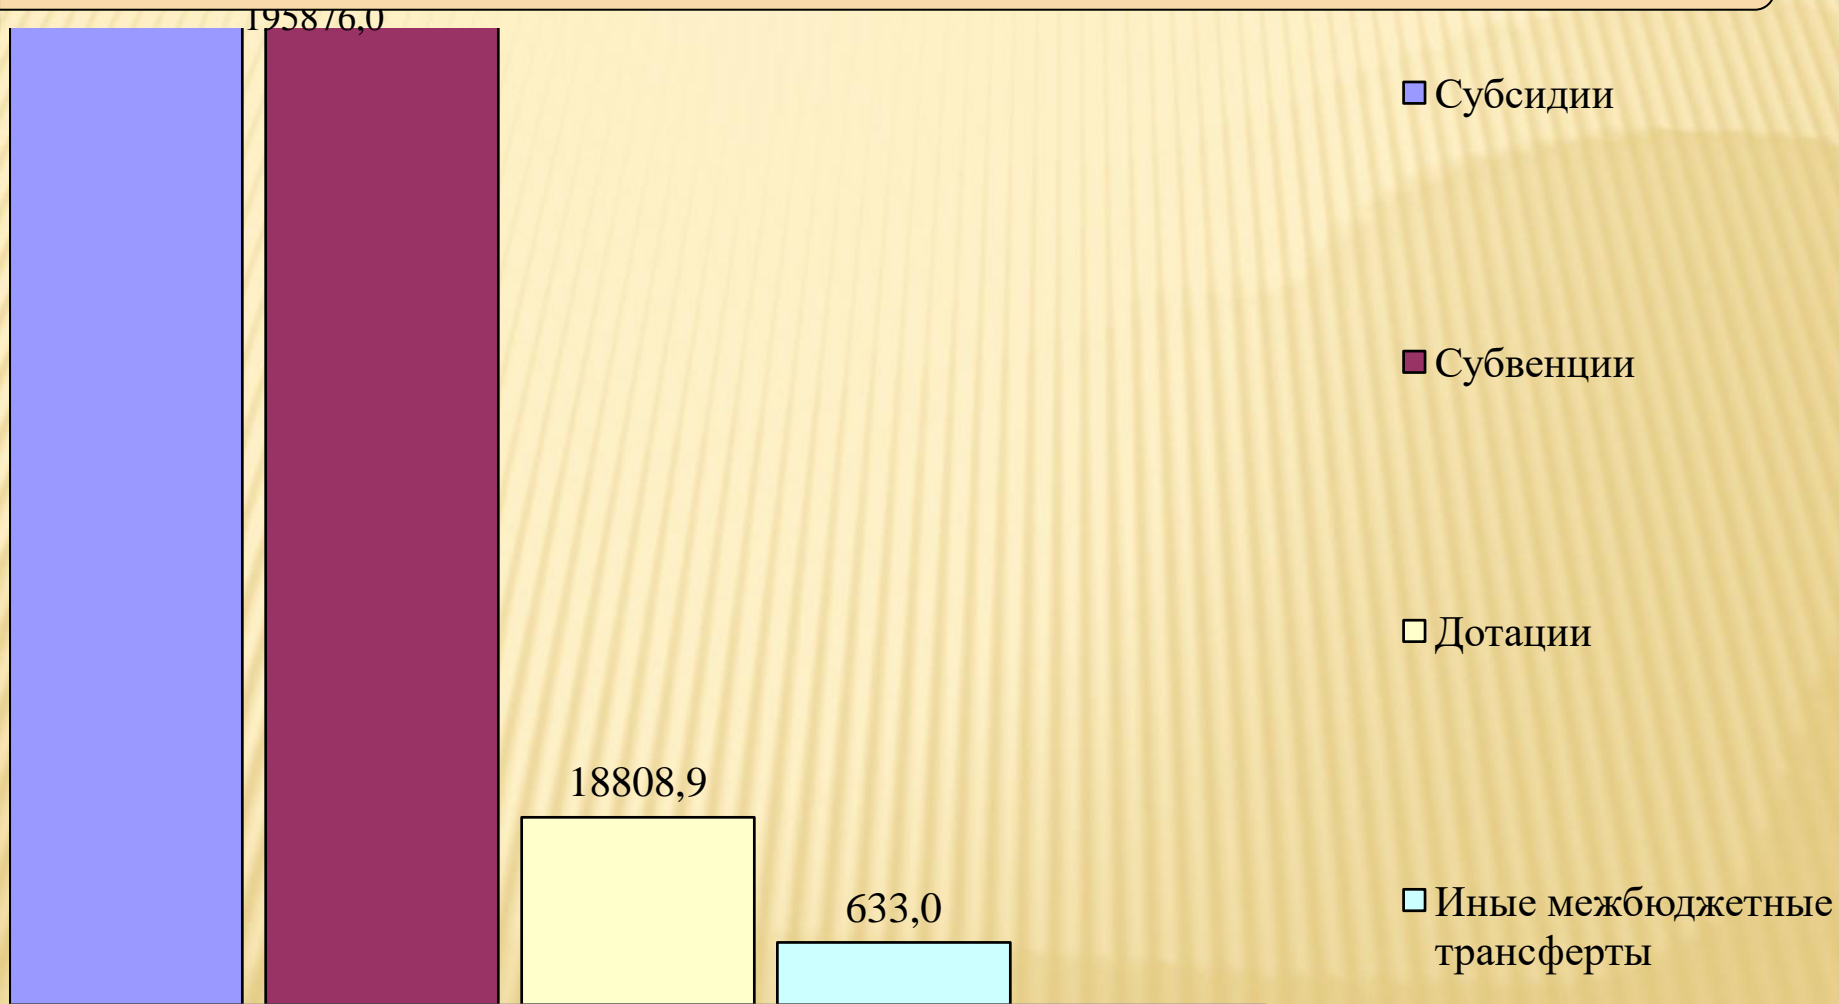 195876,0
18808,9
633,0
Субсидии
Субвенции
Дотации
Иные межбюджетные
трансферты